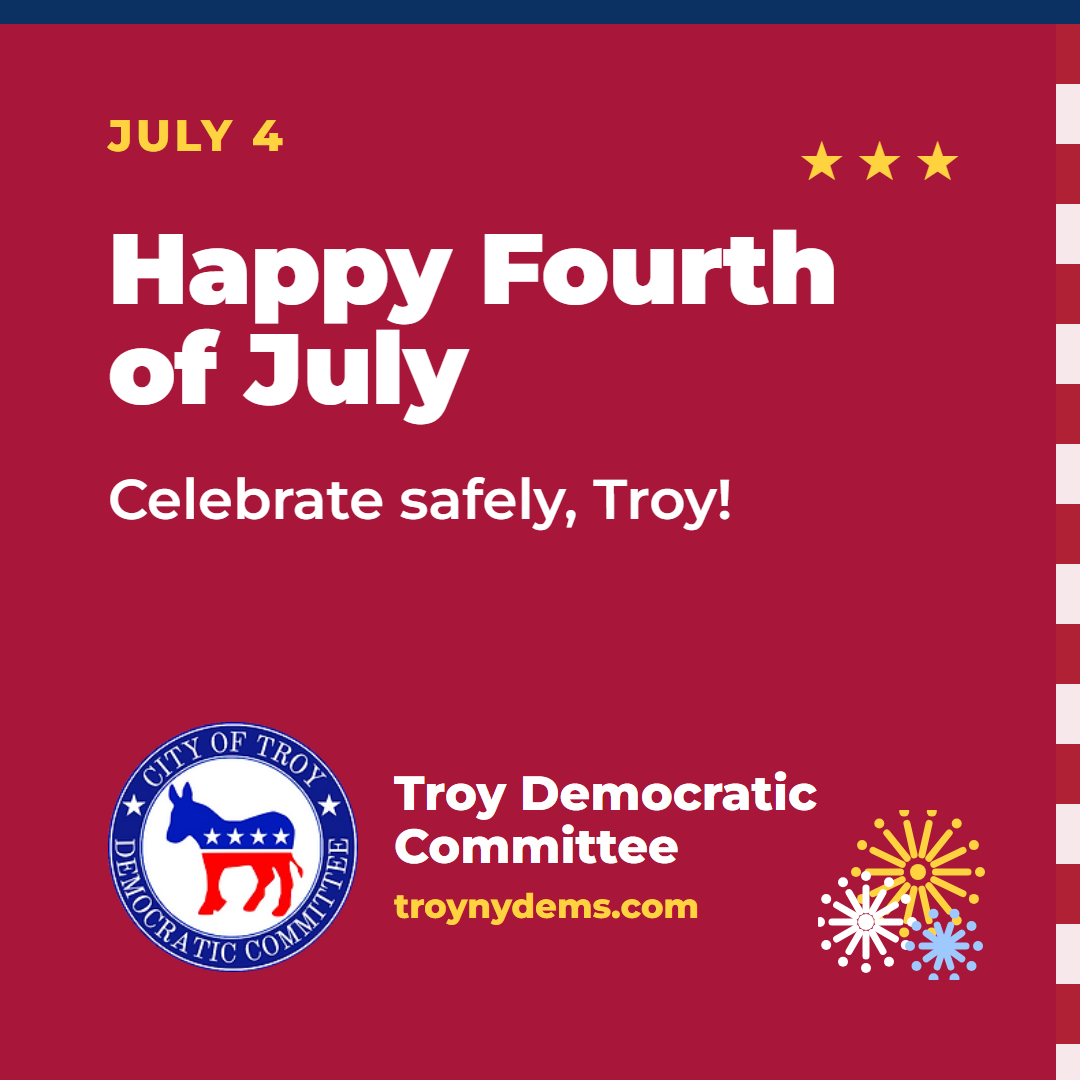 JULY 4
Happy Fourth
of July
Celebrate safely, Troy!
CITY OF TROY
DEMOCRATIC COMMITTEE
Troy Democratic
Committee
troynydems.com